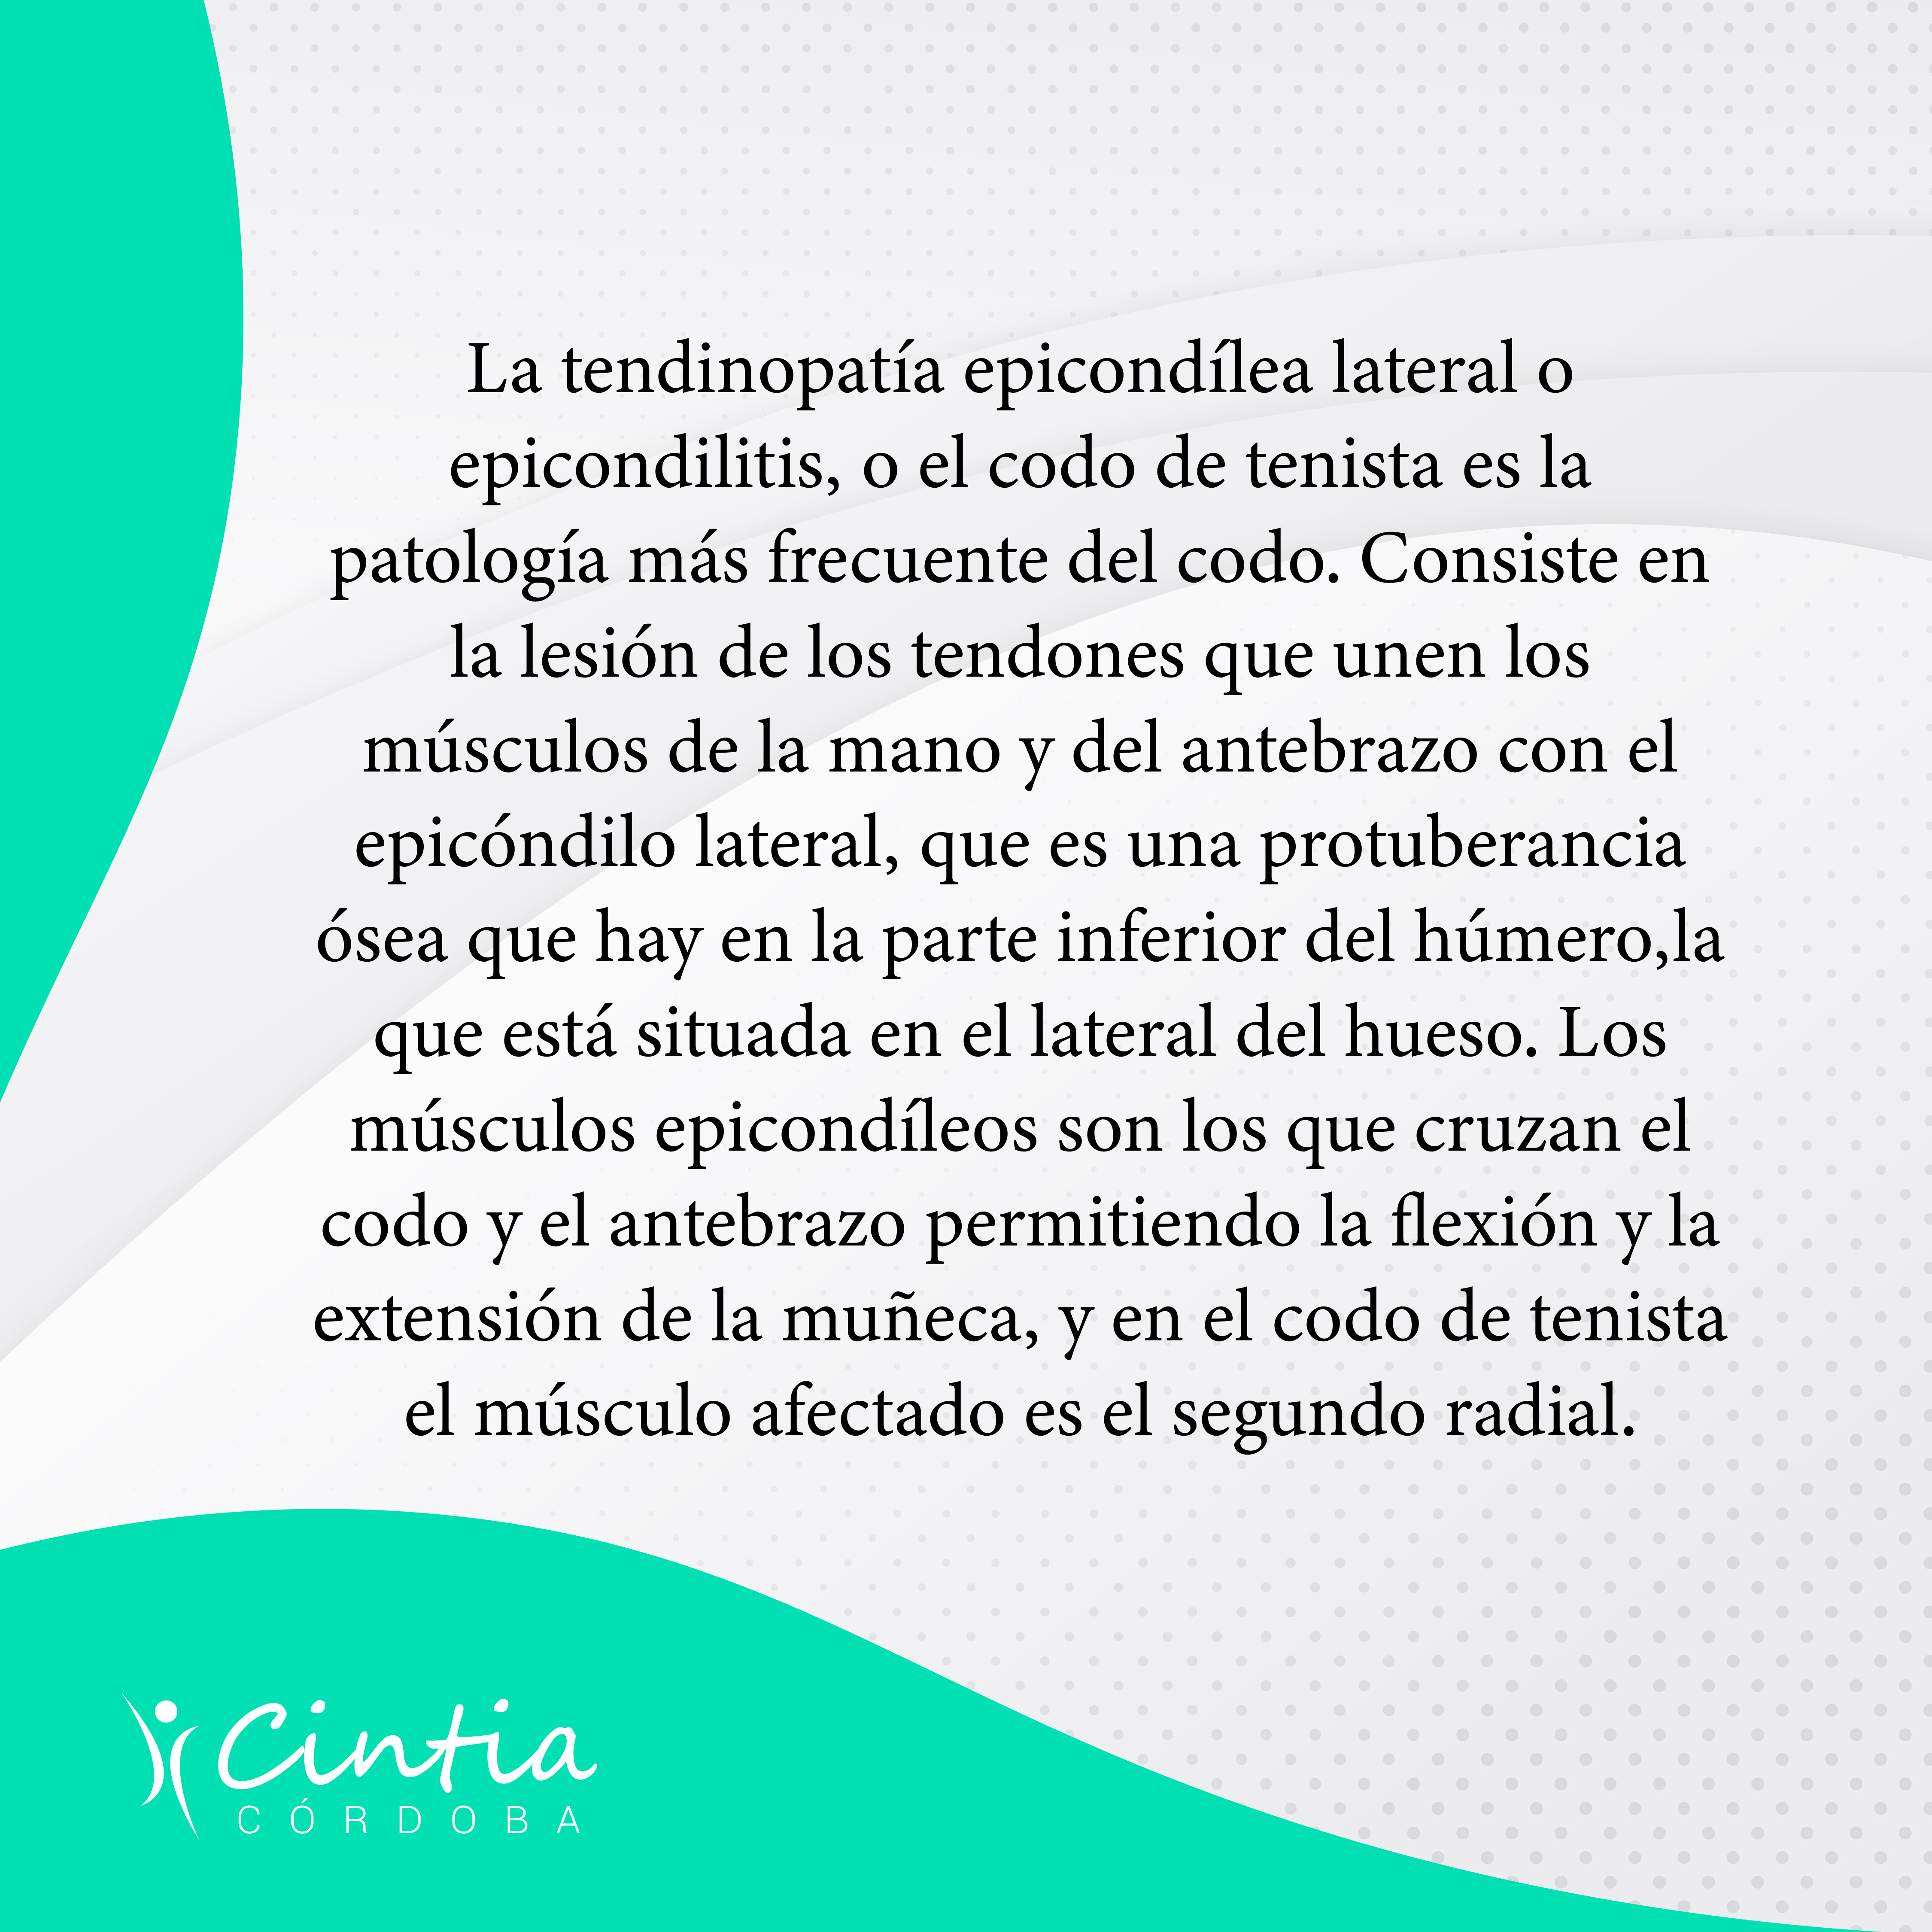 La tendinopatía epicondílea lateral o
epicondilitis, o el codo de tenista es la
patología más frecuente del codo. Consiste en
la lesión de los tendones que unen los
músculos de la mano y del antebrazo con el
epicóndilo lateral, que es una protuberancia
ósea que hay en la parte inferior del húmero,la
que está situada en el lateral del hueso. Los
músculos epicondíleos son los que cruzan el
codo y el antebrazo permitiendo la flexión y la
extensión de la muñeca, y en el codo de tenista
el músculo afectado es el segundo radial.
Cintia
CÓRDOBA